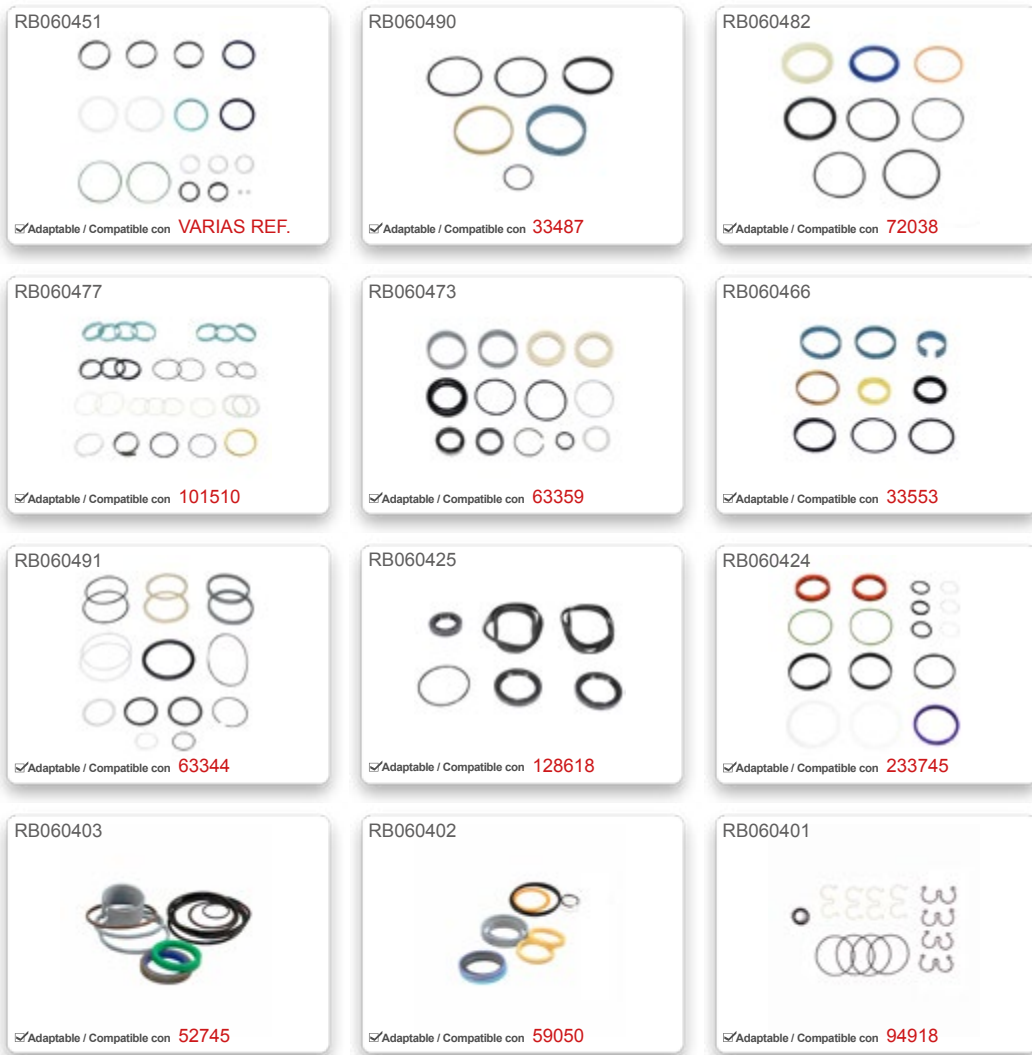 RB060451
Adaptable / Compatible con VARIAS REF.
RB060490
Adaptable / Compatible con 33487
RB060482
Adaptable / Compatible con 72038
RB060477
Adaptable / Compatible con 101510
RB060473
Adaptable / Compatible con 63359
RB060466
Adaptable / Compatible con 33553
RB060491
Adaptable / Compatible con 63344
RB060425
Adaptable / Compatible con 128618
RB060424
Adaptable / Compatible con 233745
RB060403
Adaptable / Compatible con 52745
RB060402
Adaptable / Compatible con 59050
RB060401
Adaptable / Compatible con 94918